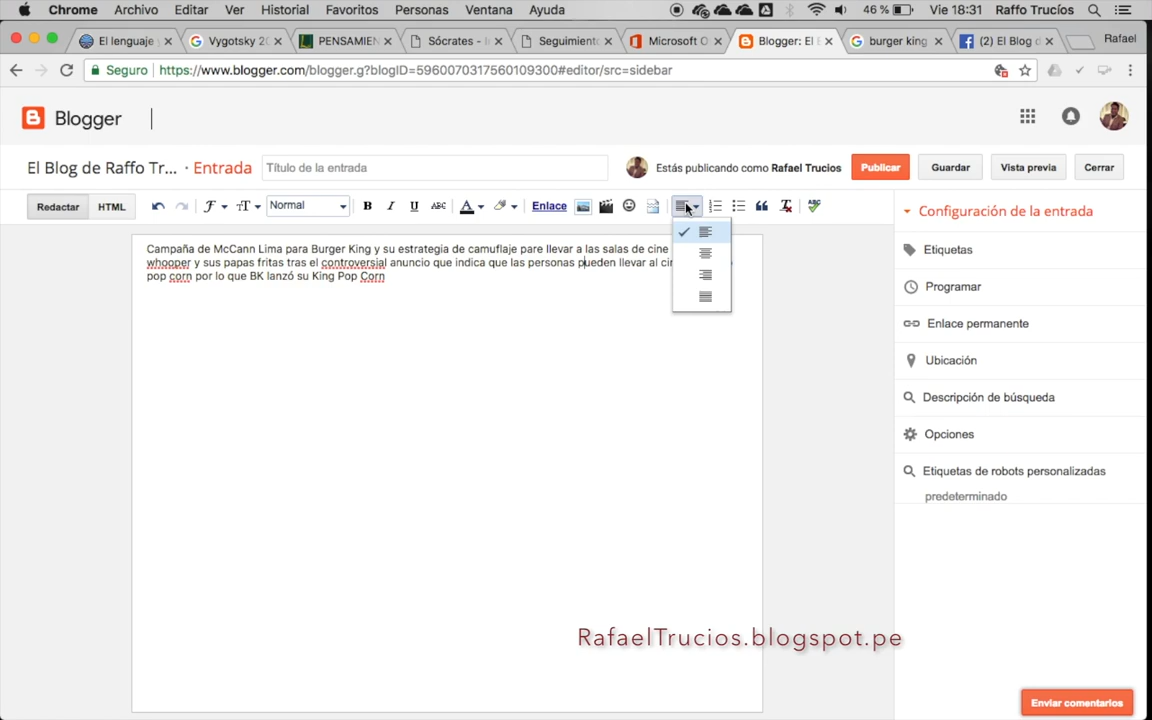 Chrome Archivo Editar Ver Historial Favoritos Personas Ventana Ayuda 46 % Vie 18:31 Raffo Trucíos
El lenguaje Vygotsky 20 PENSAMIEN Sócrates - lo Seguimiento Microsoft O Blogger: El B burger king (2) El Blog d Rafael
Seguro https://www.blogger.com/blogger.g?blogID=5960070317560109300#editor/src=sidebar
Blogger
El Blog de Raffo Tr... · Entrada Título de la entrada Estás publicando como Rafael Trucios Publicar Guardar Vista previa Cerrar
Redactar HTML Normal B I U ABC A Enlace
Configuración de la entrada
Etiquetas
Programar
Enlace permanente
Ubicación
Descripción de búsqueda
Opciones
Etiquetas de robots personalizadas
predeterminado
Campaña de McCann Lima para Burger King y su estrategia de camuflaje pare llevar a las salas de cine
whooper y sus papas fritas tras el controversial anuncio que indica que las personas pueden llevar al
pop corn por lo que BK lanzó su King Pop Corn
RafaelTrucios.blogspot.pe
Enviar comentarios